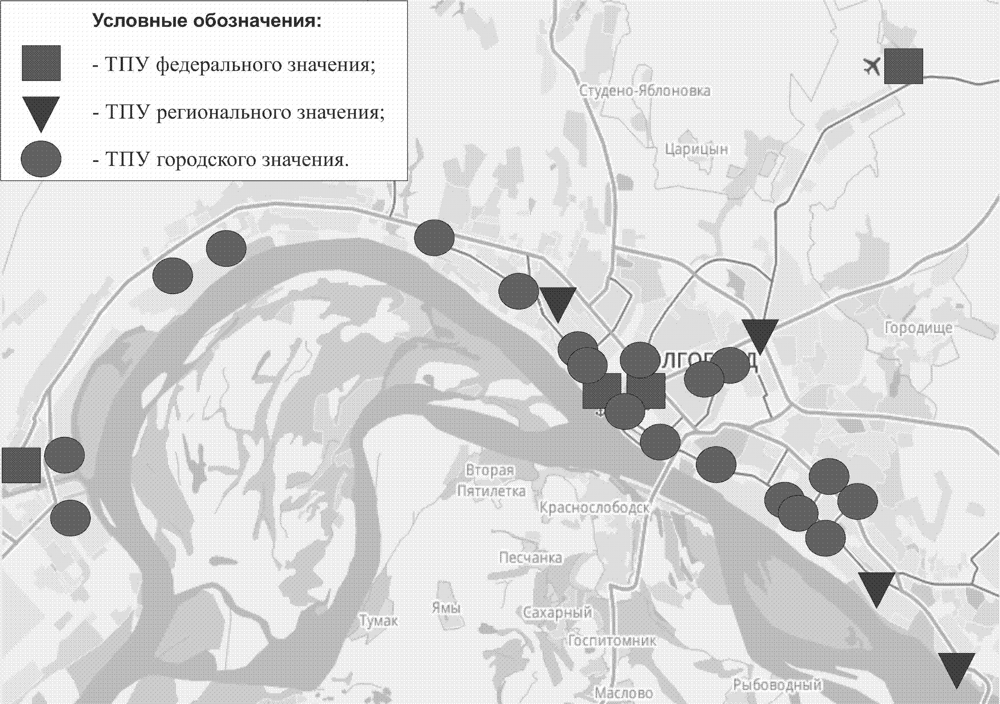 Условные обозначения:
- ТПУ федерального значения;
- ТПУ регионального значения;
- ТПУ городского значения.
Студено-Яблоновка
Царицын
Городище
Вторая
Пятилетка
Краснослободск
Песчанка
Ямы
Тумак
Сахарный
Госпитомник
Рыбоводный
Маслово